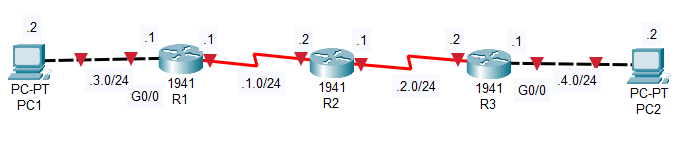 .2
.1
.1
.2
.1
.2
.1
.2
PC-PT
PC1
.3.0/24
G0/0
1941
R1
.1.0/24
1941
R2
.2.0/24
1941
R3
G0/0
.4.0/24
PC-PT
PC2